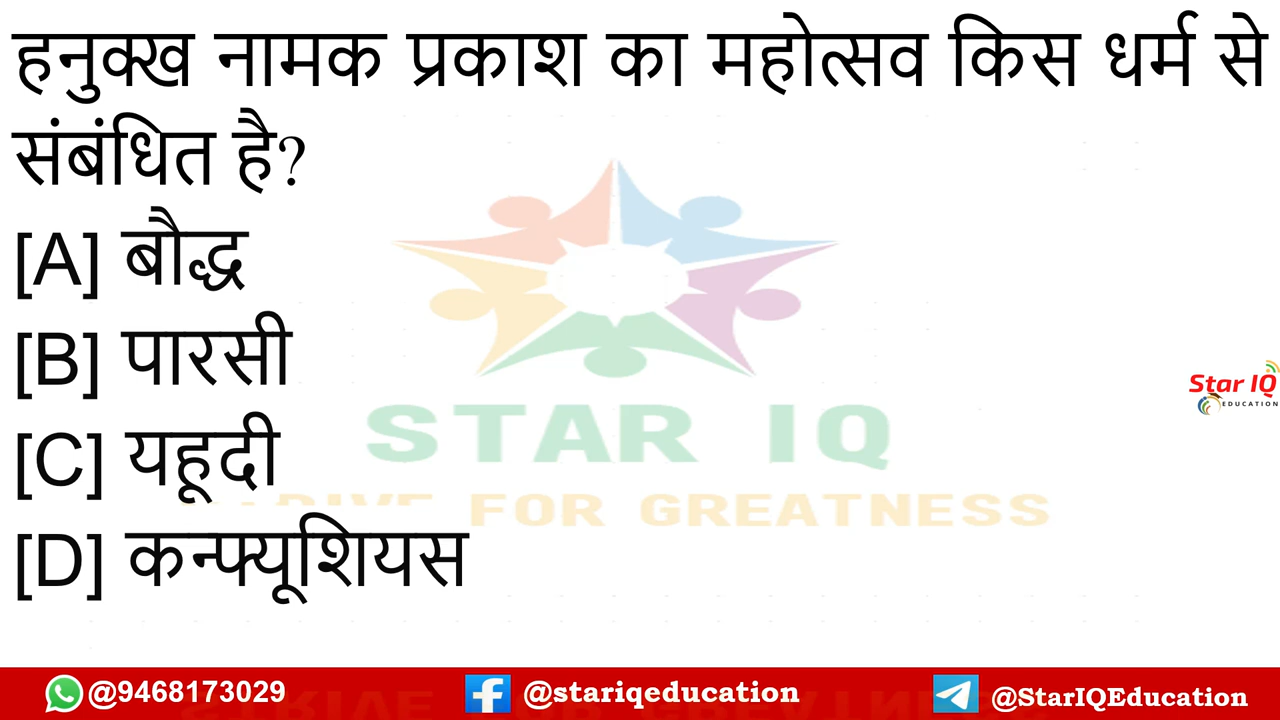 हनुक्ख नामक प्रकाश का महोत्सव किस धर्म से
संबंधित है?
[A] बौद्ध
[B] पारसी
[C] यहूदी
[D] कन्फ्यूशियस
STAR IQ
FOR GREATNESS
Star IQ
EDUCATION
@9468173029 @stariqeducation @StarIQEducation